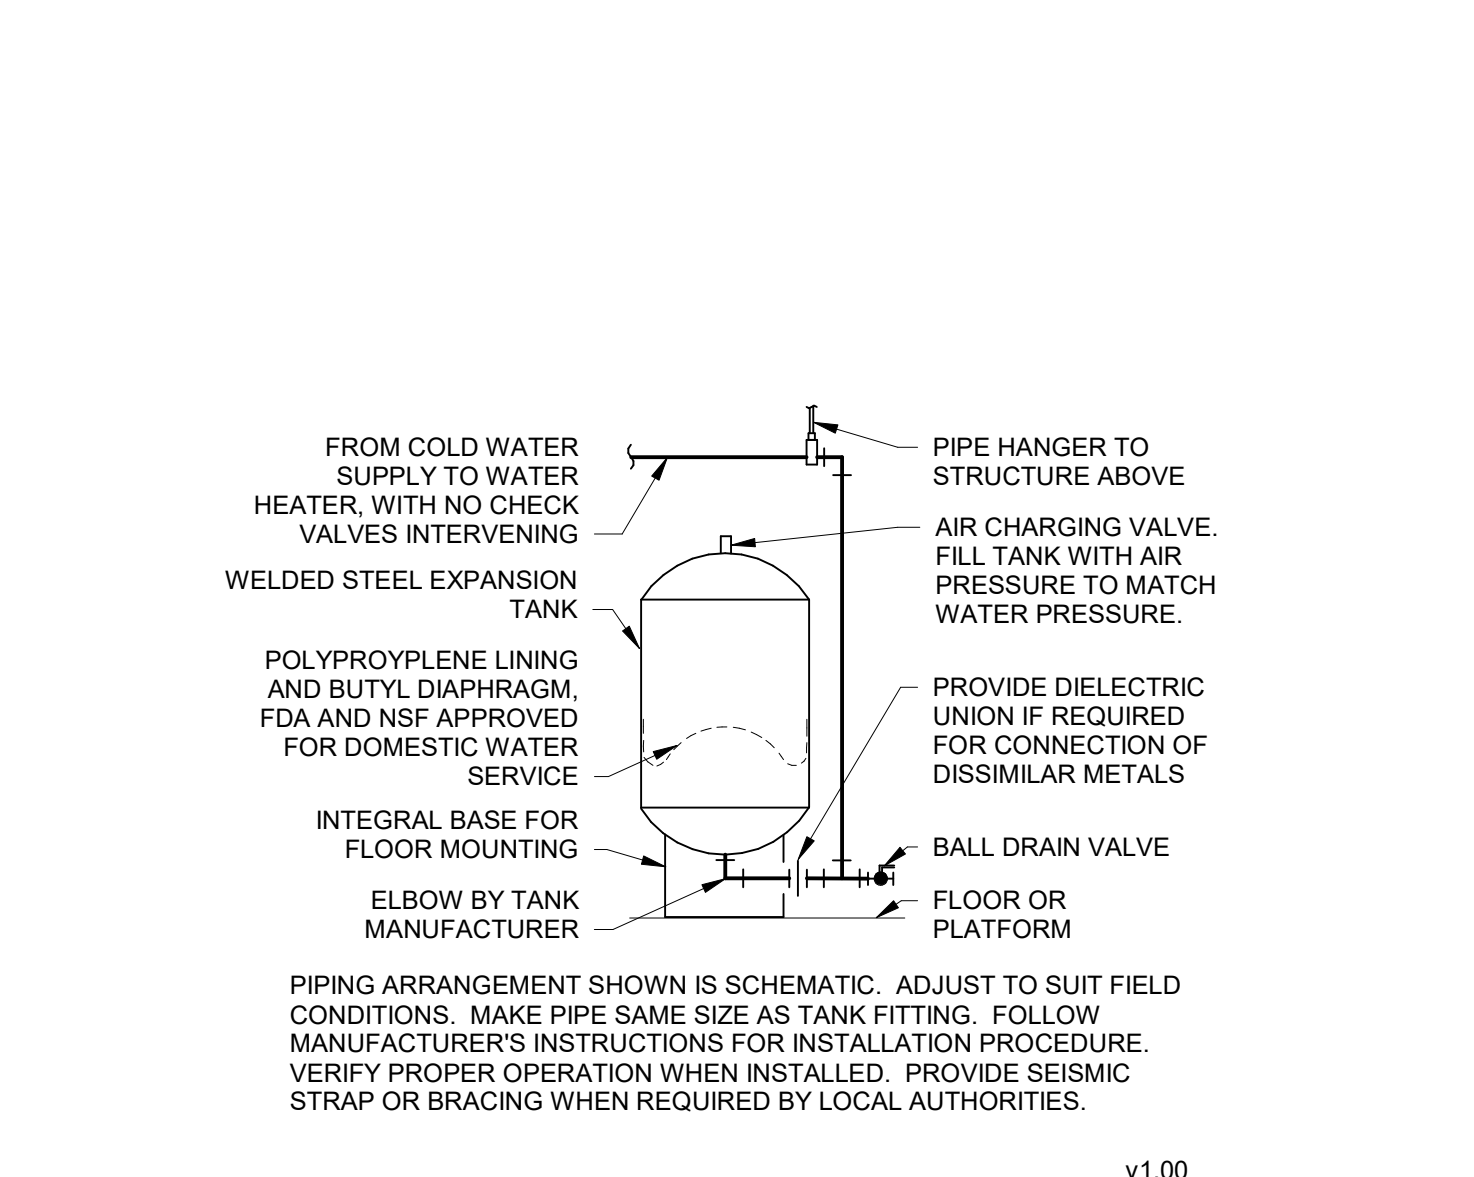 FROM COLD WATER
SUPPLY TO WATER
HEATER, WITH NO CHECK
VALVES INTERVENING
WELDED STEEL EXPANSION
TANK
POLYPROYPLENE LINING
AND BUTYL DIAPHRAGM,
FDA AND NSF APPROVED
FOR DOMESTIC WATER
SERVICE
INTEGRAL BASE FOR
FLOOR MOUNTING
ELBOW BY TANK
MANUFACTURER
PIPE HANGER TO
STRUCTURE ABOVE
AIR CHARGING VALVE.
FILL TANK WITH AIR
PRESSURE TO MATCH
WATER PRESSURE.
PROVIDE DIELECTRIC
UNION IF REQUIRED
FOR CONNECTION OF
DISSIMILAR METALS
BALL DRAIN VALVE
FLOOR OR
PLATFORM
PIPING ARRANGEMENT SHOWN IS SCHEMATIC.  ADJUST TO SUIT FIELD
CONDITIONS.  MAKE PIPE SAME SIZE AS TANK FITTING.  FOLLOW
MANUFACTURER'S INSTRUCTIONS FOR INSTALLATION PROCEDURE.
VERIFY PROPER OPERATION WHEN INSTALLED.  PROVIDE SEISMIC
STRAP OR BRACING WHEN REQUIRED BY LOCAL AUTHORITIES.
v1.00